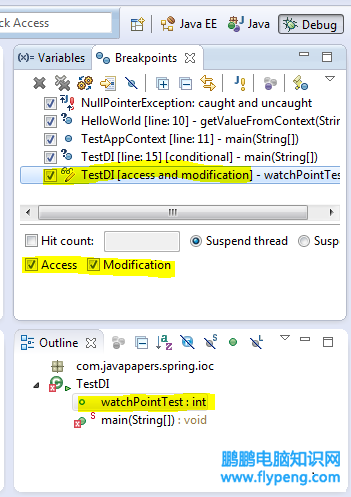 ck Access
Java EE
Java
Debug
(x)= Variables
Breakpoints
NullPointerException: caught and uncaught
HelloWorld [line: 10] - getValueFromContext(Strin
TestAppContext [line: 11] - main(String[])
TestDI [line: 15] [conditional] - main(String[])
TestDI [access and modification] - watchPointTes
Hit count:
Suspend thread
Susp
Access
Modification
Outline
com.javapapers.spring.ioc
TestDI
watchPointTest : int
main(String[]) : void
鹏鹏电脑知识网
www.flypeng.com